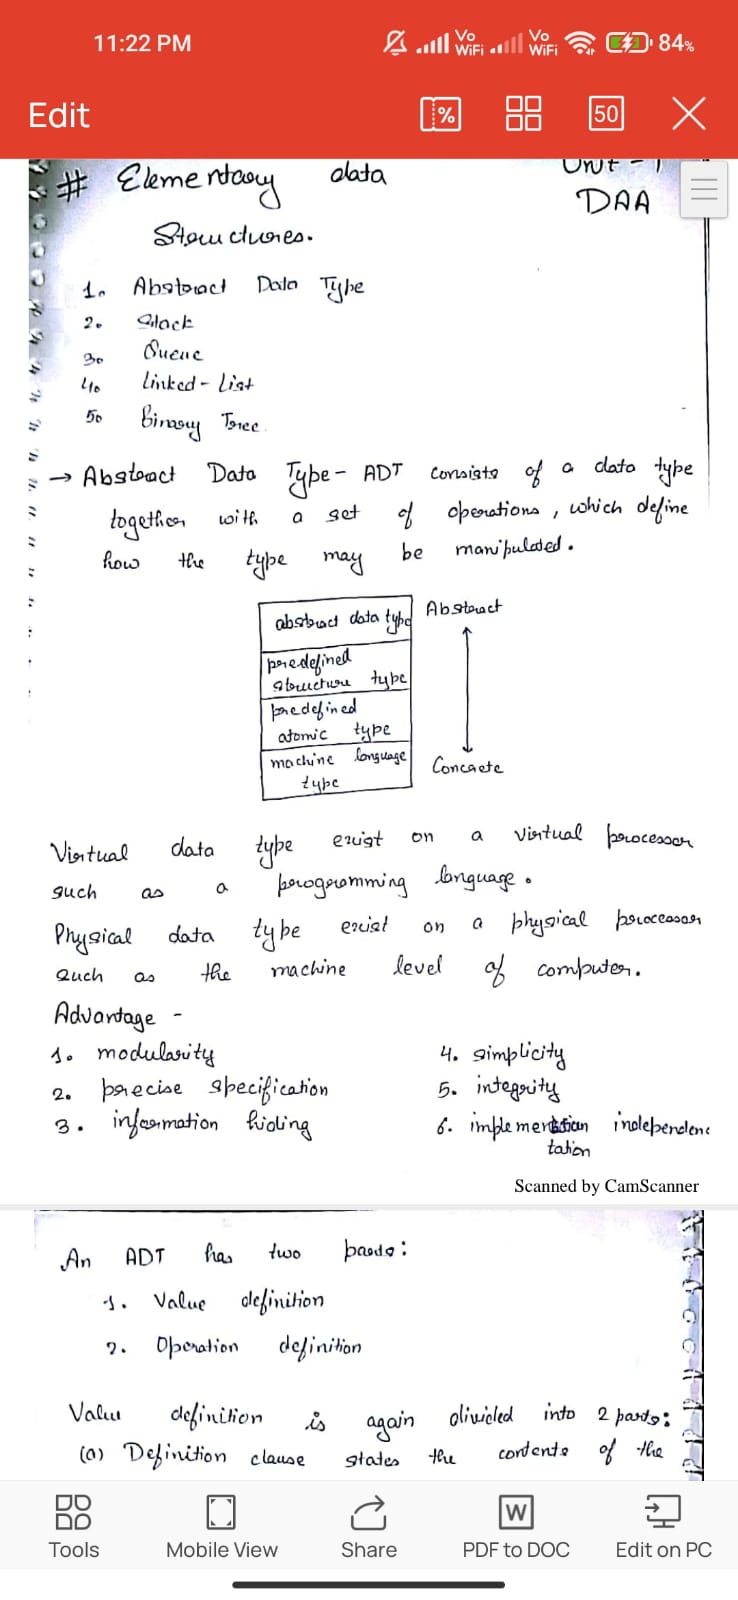 11:22 PM
Vo WiFi
Vo WiFi
84%
Edit
%
50
Unit - 1
# Elementary data
DAA
Structures.
1. Abstract Data Type
2. Stack
3. Queue
4. Linked - List
5. Binary Tree.
→ Abstract Data Type - ADT consists of a data type
together with a set of operations, which define
how the type may be manipulated.
abstract data type
Abstract
predefined
structure type
predefined
atomic type
machine language
type
Concrete
Virtual data type exist on a virtual processor
such as a programming language.
Physical data type exist on a physical processor
such as the machine level of computer.
Advantage -
1. modularity
2. precise specification
3. information hiding
4. simplicity
5. integrity
6. implementation independence
tation
Scanned by CamScanner
An ADT has two parts:
1. Value definition
2. Operation definition
Value definition is again divided into 2 parts:
(a) Definition clause states the contents of the
Tools
Mobile View
Share
W
PDF to DOC
Edit on PC